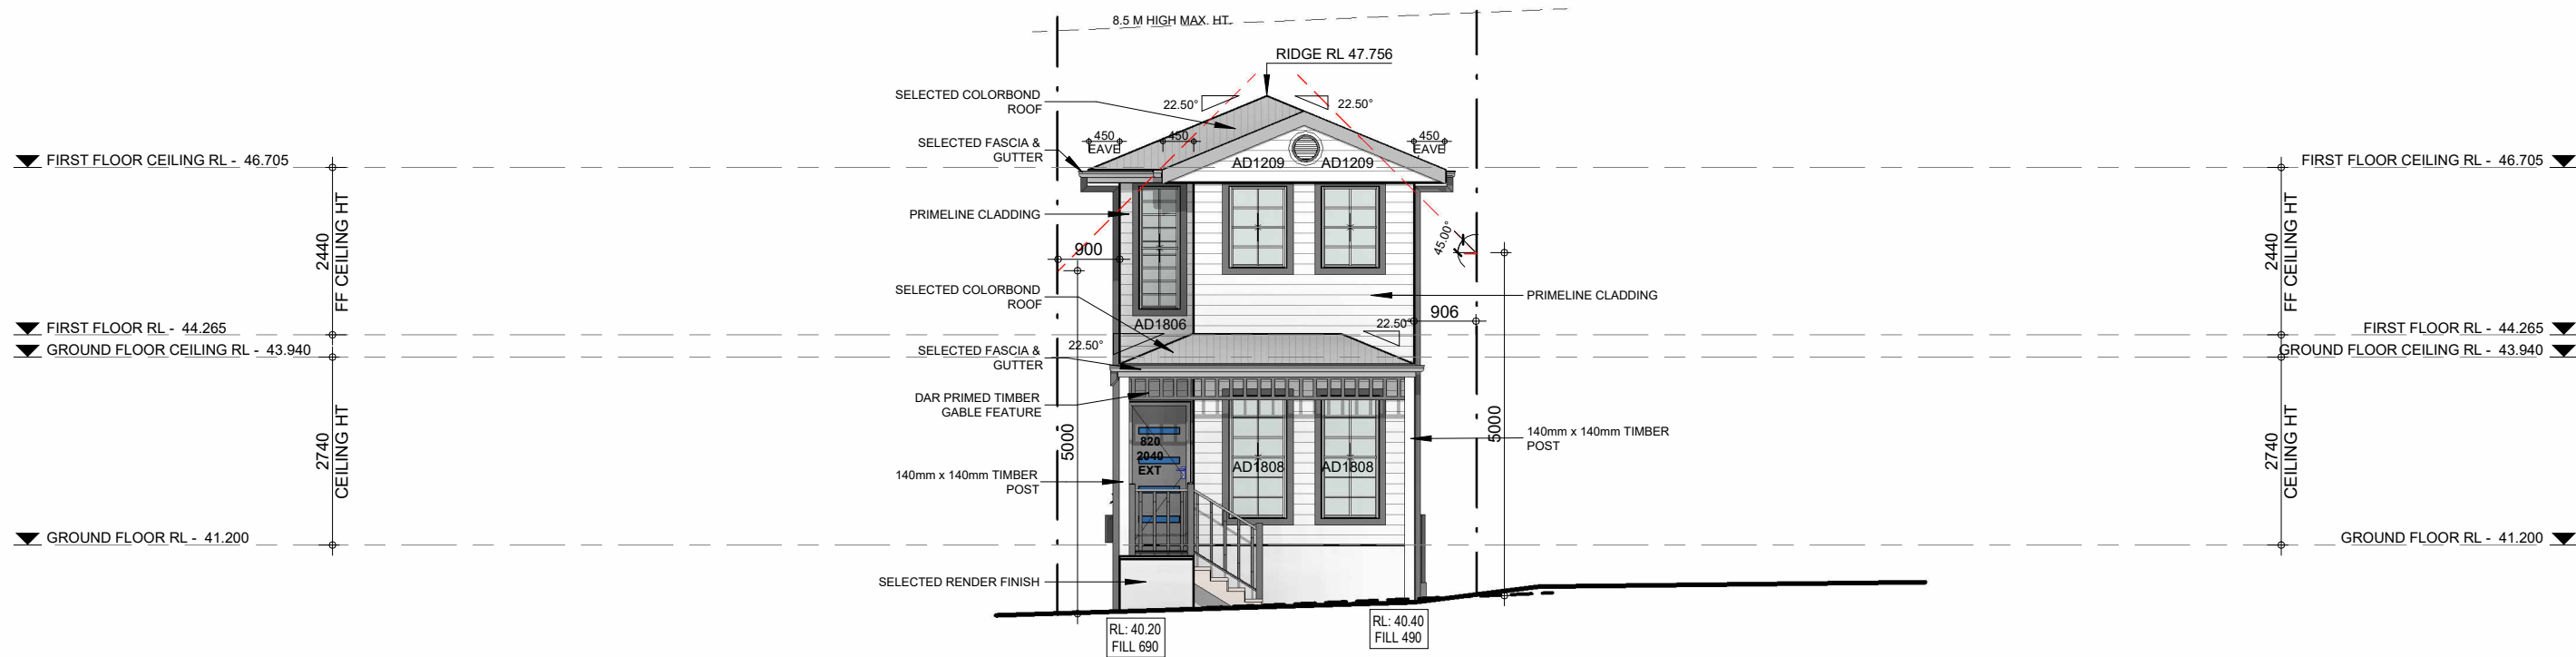 8.5 M HIGH MAX. HT.
RIDGE RL 47.756
SELECTED COLORBOND
ROOF
22.50°
22.50°
SELECTED FASCIA &
GUTTER
450
EAVE
450
450
EAVE
AD1209
AD1209
FIRST FLOOR CEILING RL - 46.705
FIRST FLOOR CEILING RL - 46.705
PRIMELINE CLADDING
2440
FF CEILING HT
900
45.00°
2440
FF CEILING HT
SELECTED COLORBOND
ROOF
PRIMELINE CLADDING
906
AD1806
22.50°
22.50°
FIRST FLOOR RL - 44.265
FIRST FLOOR RL - 44.265
GROUND FLOOR CEILING RL - 43.940
GROUND FLOOR CEILING RL - 43.940
SELECTED FASCIA &
GUTTER
DAR PRIMED TIMBER
GABLE FEATURE
2740
CEILING HT
5000
820
2040
EXT
AD1808
AD1808
5000
140mm x 140mm TIMBER
POST
2740
CEILING HT
140mm x 140mm TIMBER
POST
GROUND FLOOR RL - 41.200
GROUND FLOOR RL - 41.200
SELECTED RENDER FINISH
RL: 40.20
FILL 690
RL: 40.40
FILL 490